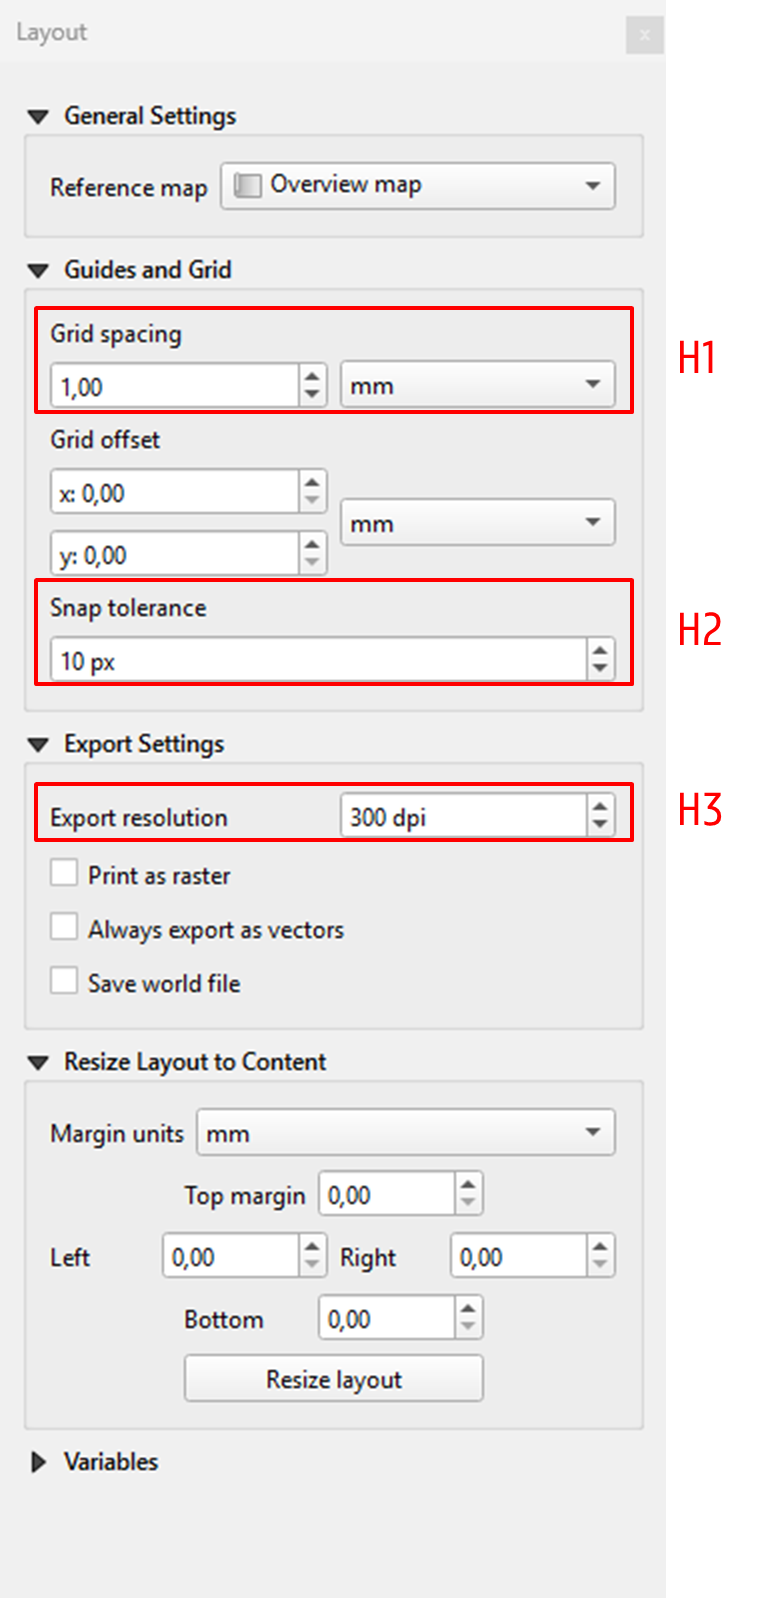 Layout x
General Settings
Reference map Overview map
Guides and Grid
Grid spacing
H1
1,00 mm
Grid offset
x: 0,00
mm
y: 0,00
Snap tolerance
H2
10 px
Export Settings
Export resolution 300 dpi H3
Print as raster
Always export as vectors
Save world file
Resize Layout to Content
Margin units mm
Top margin 0,00
Left 0,00 Right 0,00
Bottom 0,00
Resize layout
Variables